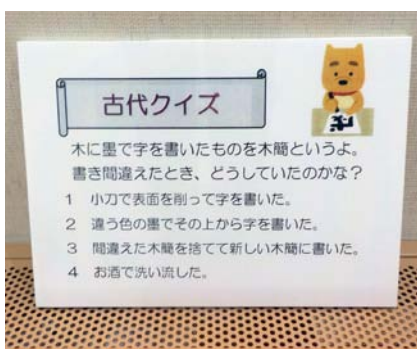 古代クイズ
木に墨で字を書いたものを木簡というよ。
書き間違えたとき、どうしていたのかな？
1 小刀で表面を削って字を書いた。
2 違う色の墨でその上から字を書いた。
3 間違えた木簡を捨てて新しい木簡に書いた。
4 お酒で洗い流した。